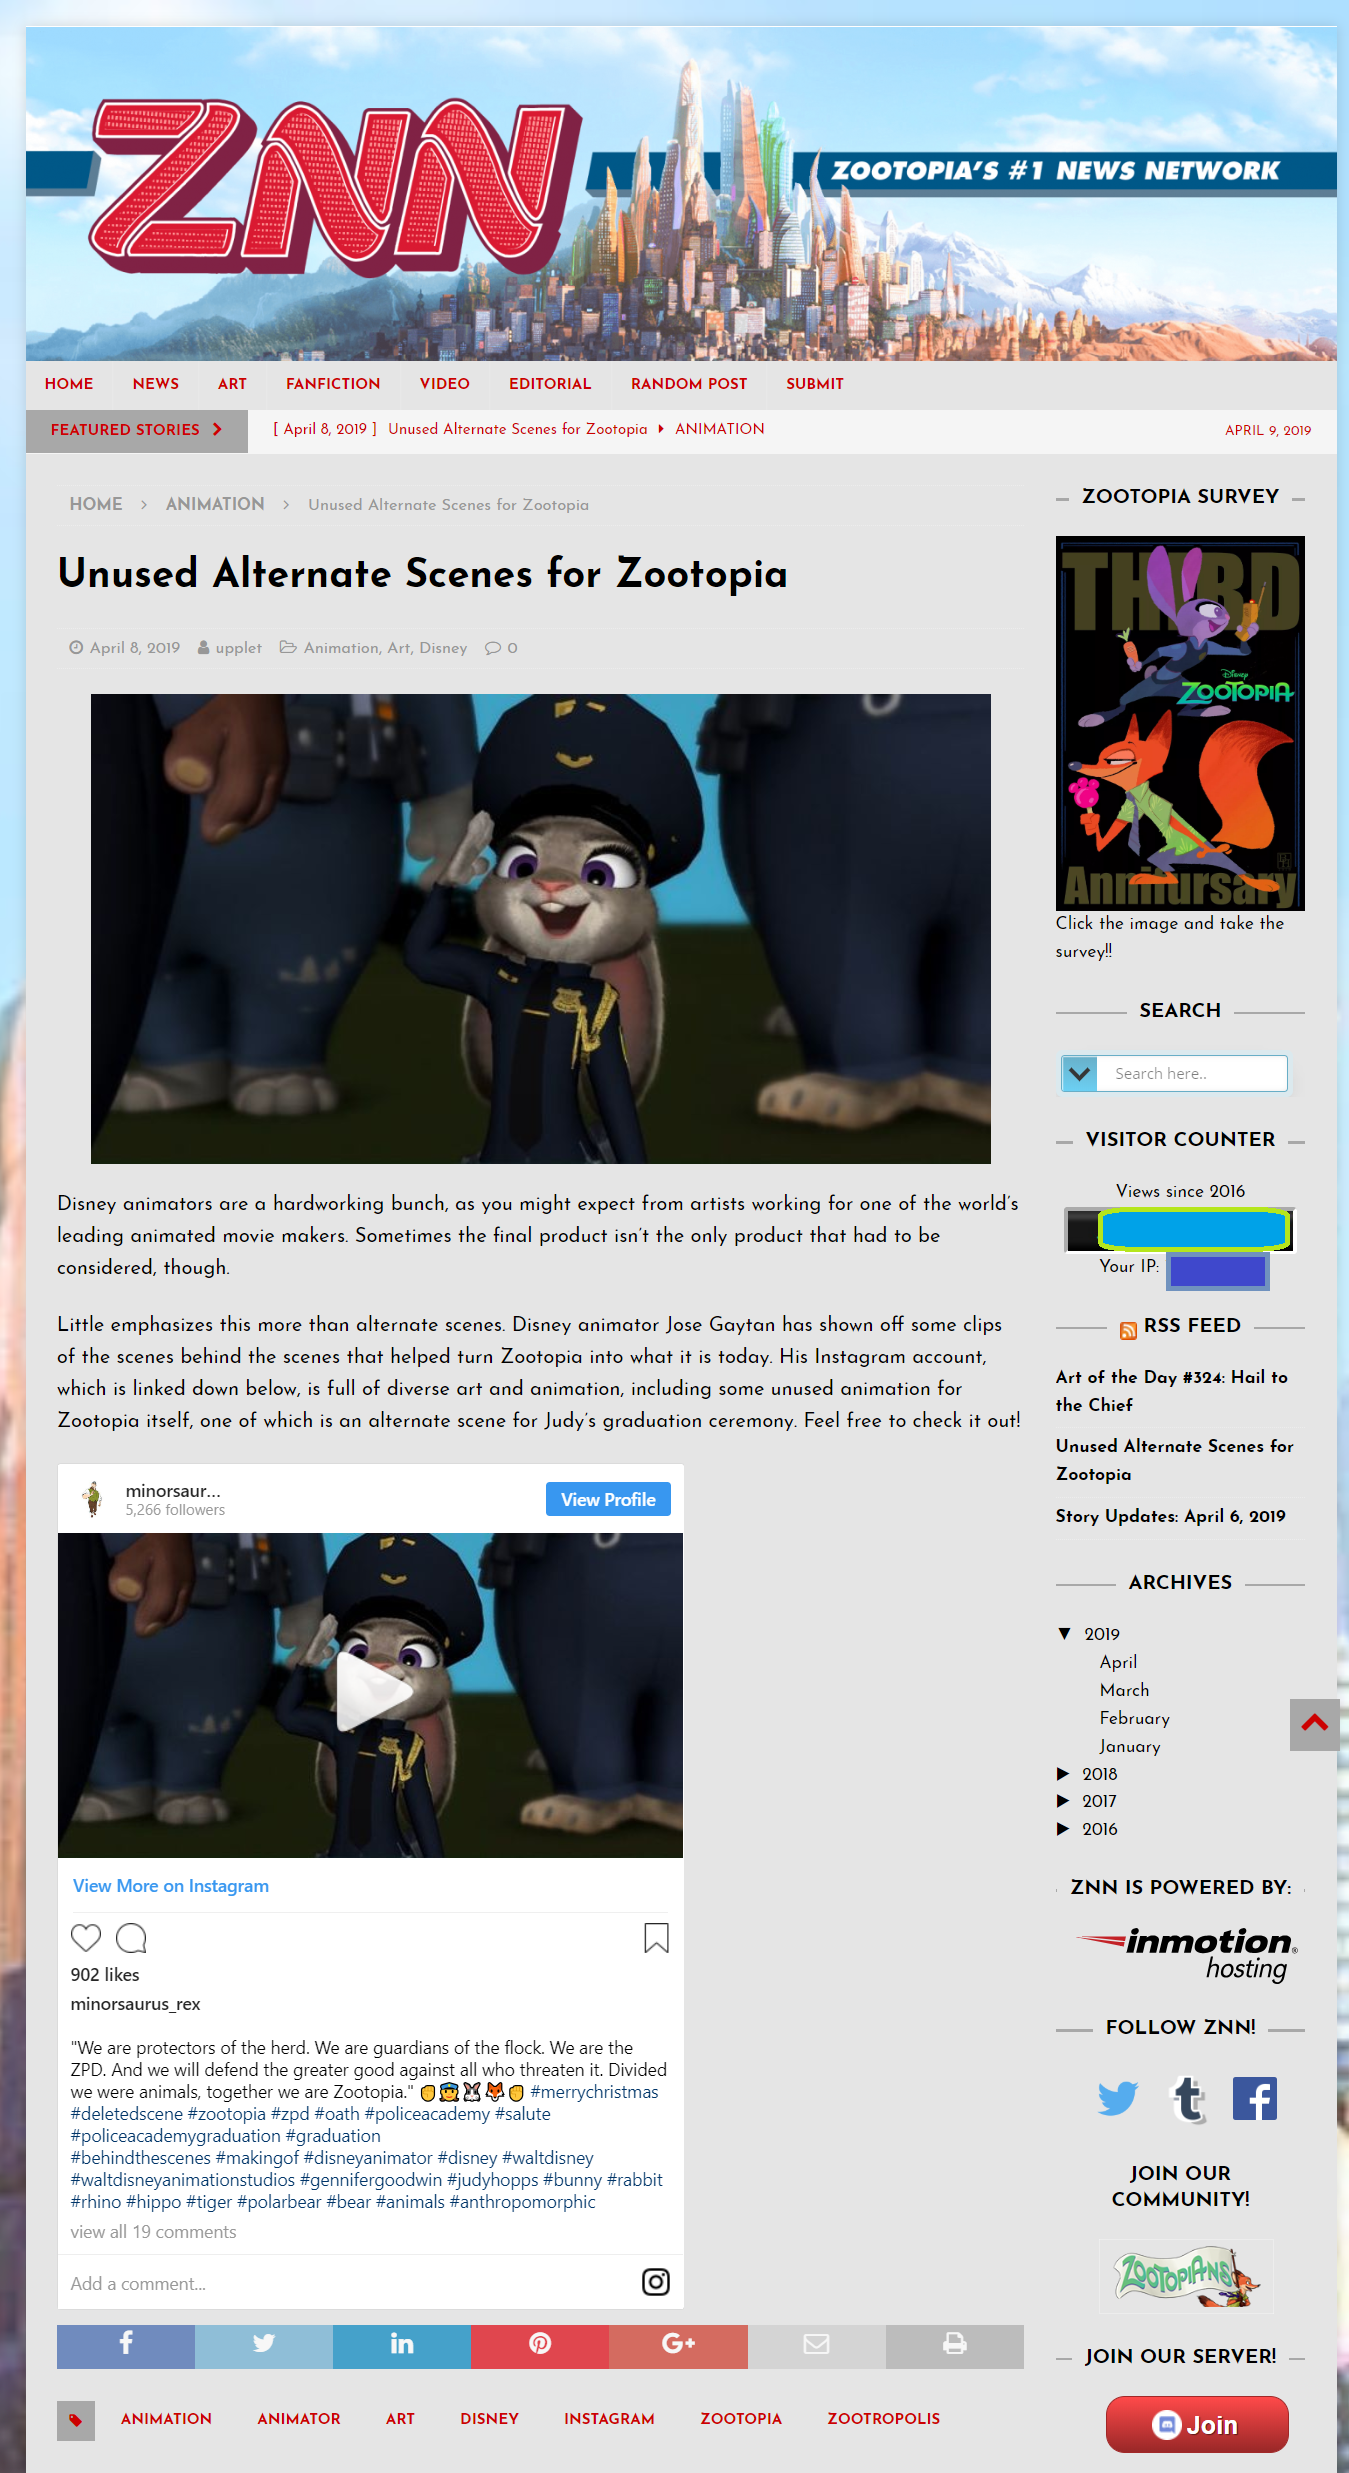 ZNN
ZOOTOPIA'S #1 NEWS NETWORK
HOME NEWS ART FANFICTION VIDEO EDITORIAL RANDOM POST SUBMIT
FEATURED STORIES [ April 8, 2019 ] Unused Alternate Scenes for Zootopia ANIMATION APRIL 9, 2019
HOME > ANIMATION > Unused Alternate Scenes for Zootopia
Unused Alternate Scenes for Zootopia
April 8, 2019 upplet Animation, Art, Disney 0
Disney animators are a hardworking bunch, as you might expect from artists working for one of the world's
leading animated movie makers. Sometimes the final product isn't the only product that had to be
considered, though.
Little emphasizes this more than alternate scenes. Disney animator Jose Gaytan has shown off some clips
of the scenes behind the scenes that helped turn Zootopia into what it is today. His Instagram account,
which is linked down below, is full of diverse art and animation, including some unused animation for
Zootopia itself, one of which is an alternate scene for Judy's graduation ceremony. Feel free to check it out!
minorsaur...
5,266 followers
View Profile
View More on Instagram
902 likes
minorsaurus_rex
"We are protectors of the herd. We are guardians of the flock. We are the
ZPD. And we will defend the greater good against all who threaten it. Divided
we were animals, together we are Zootopia." ✊👮🐰🦊✊ #merrychristmas
#deletedscene #zootopia #zpd #oath #policeacademy #salute
#policeacademygraduation #graduation
#behindthescenes #makingof #disneyanimator #disney #waltdisney
#waltdisneyanimationstudios #gennifergoodwin #judyhopps #bunny #rabbit
#rhino #hippo #tiger #polarbear #bear #animals #anthropomorphic
view all 19 comments
Add a comment...
ANIMATION ANIMATOR ART DISNEY INSTAGRAM ZOOTOPIA ZOOTROPOLIS
ZOOTOPIA SURVEY
THIRD
Disney
ZOOTOPIA
Annifursary
Click the image and take the
survey!!
SEARCH
Search here..
VISITOR COUNTER
Views since 2016
Your IP:
RSS FEED
Art of the Day #324: Hail to
the Chief
Unused Alternate Scenes for
Zootopia
Story Updates: April 6, 2019
ARCHIVES
▼ 2019
April
March
February
January
► 2018
► 2017
► 2016
ZNN IS POWERED BY:
inmotion
hosting
FOLLOW ZNN!
JOIN OUR
COMMUNITY!
ZOOTOPIANS
JOIN OUR SERVER!
Join